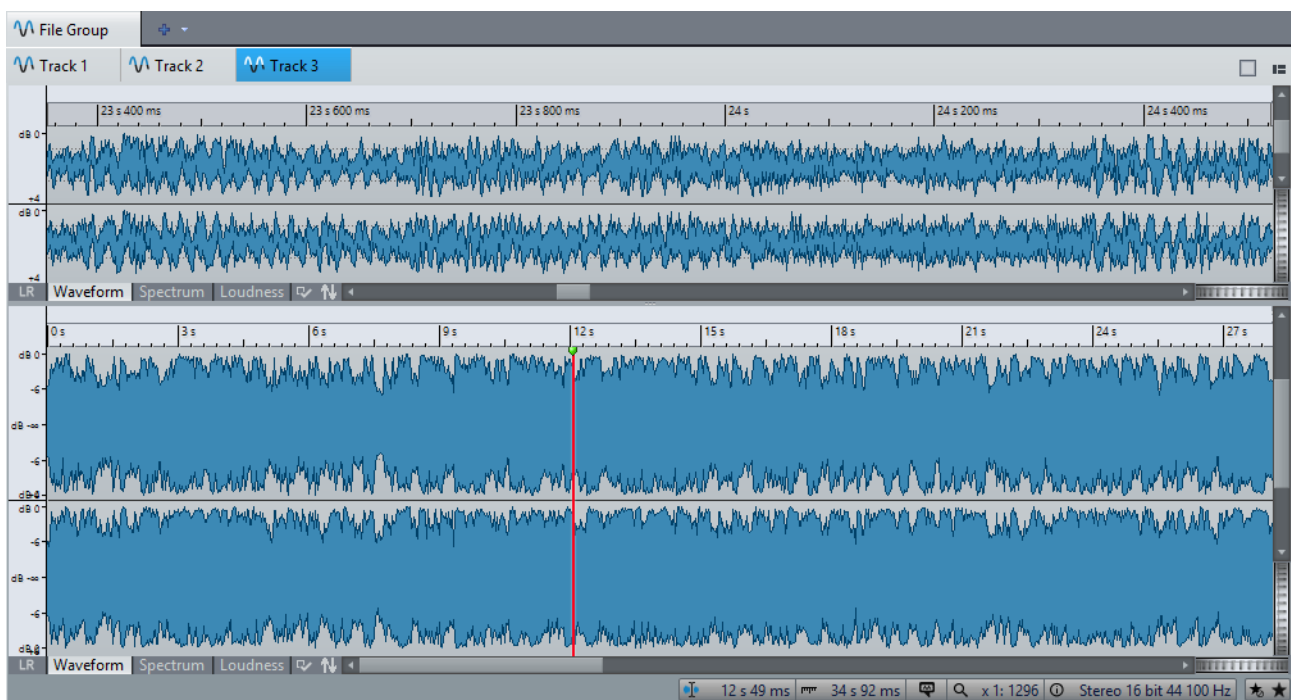 File Group
Track 1 Track 2 Track 3
23 s 400 ms 23 s 600 ms 23 s 800 ms 24 s 24 s 200 ms 24 s 400 ms
dB 0
+4
dB 0
+4
LR Waveform Spectrum Loudness
0 s 3 s 6 s 9 s 12 s 15 s 18 s 21 s 24 s 27 s
dB 0
-6
dB -∞
-6
dB 0
-6
dB -∞
-6
LR Waveform Spectrum Loudness
12 s 49 ms 34 s 92 ms x 1: 1296 Stereo 16 bit 44 100 Hz